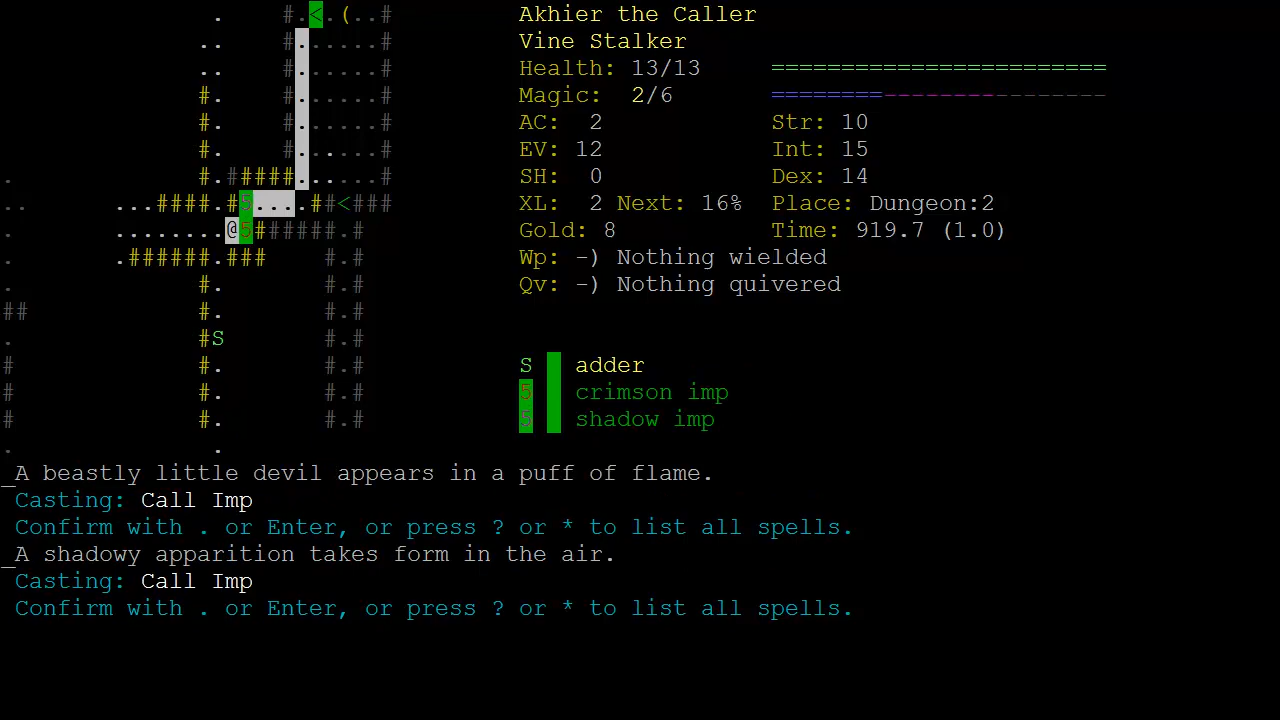 . #.<.(..# Akhier the Caller
.. #......# Vine Stalker
.. #......# Health: 13/13 ========================
#. #......# Magic: 2/6 ========----------------
#. #......# AC: 2 Str: 10
#. #......# EV: 12 Int: 15
. #.#####......# SH: 0 Dex: 14
.. ...####.#5....###<### XL: 2 Next: 16% Place: Dungeon:2
. ........@5######.# Gold: 8 Time: 919.7 (1.0)
. .######.### #.# Wp: -) Nothing wielded
. #. #.# Qv: -) Nothing quivered
## #. #.#
. #S #.# S adder
# #. #.#
# #. #.# 5 crimson imp
# #. #.# 5 shadow imp
. .
_A beastly little devil appears in a puff of flame.
Casting: Call Imp
Confirm with . or Enter, or press ? or * to list all spells.
_A shadowy apparition takes form in the air.
Casting: Call Imp
Confirm with . or Enter, or press ? or * to list all spells.